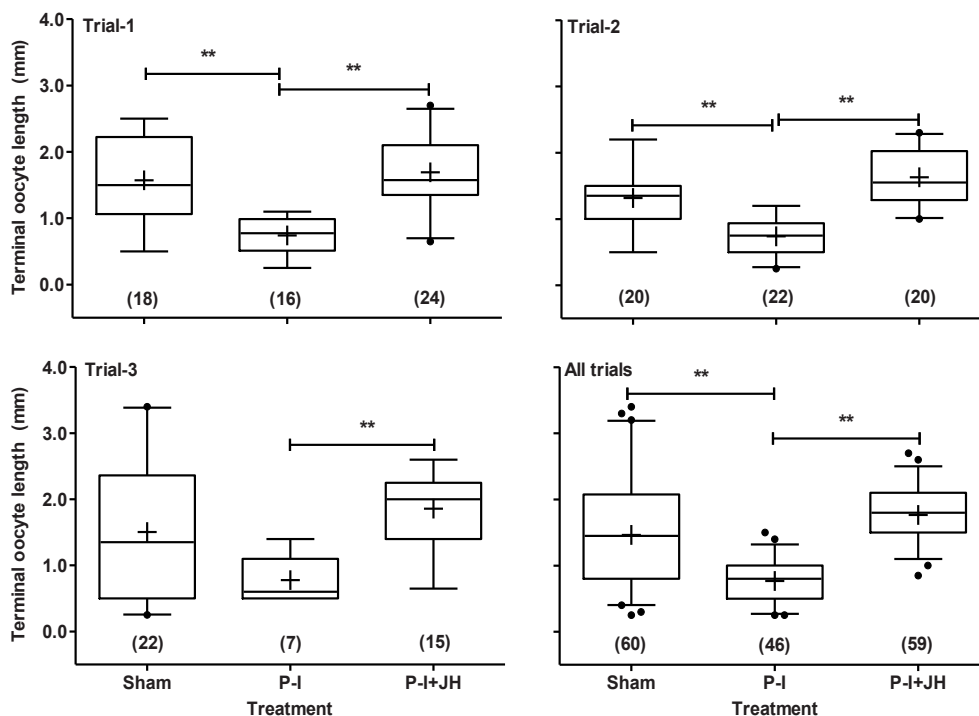 Trial-1
Terminal oocyte length (mm)
4.0
3.0
2.0
1.0
0.0
**
**
(18)
(16)
(24)
Trial-2
**
**
(20)
(22)
(20)
Trial-3
Terminal oocyte length (mm)
4.0
3.0
2.0
1.0
0.0
**
(22)
(7)
(15)
Sham
P-I
P-I+JH
Treatment
All trials
**
**
(60)
(46)
(59)
Sham
P-I
P-I+JH
Treatment